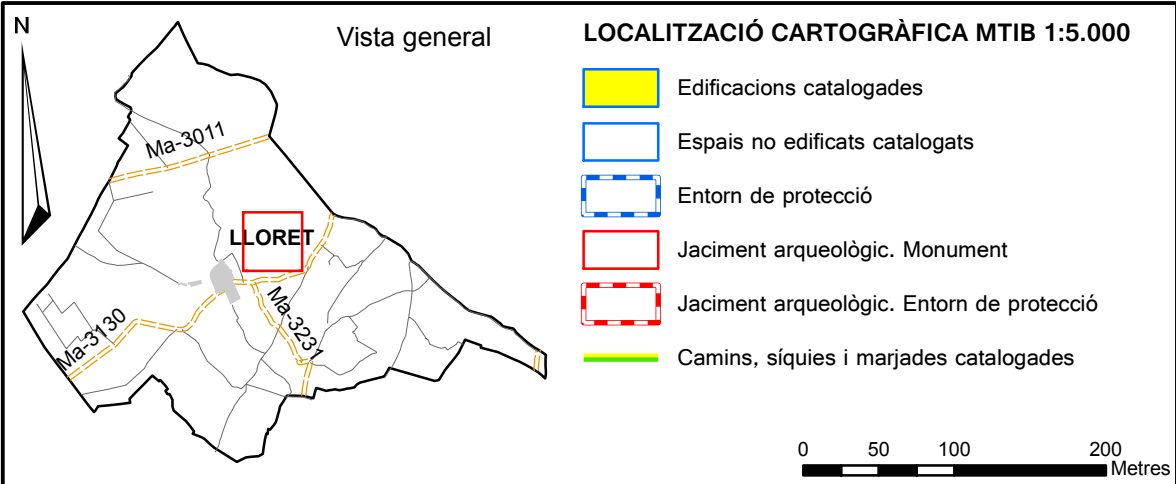 N
Vista general
Ma-3011
LLORET
Ma-3130
Ma-3231
LOCALITZACIÓ CARTOGRÀFICA MTIB 1:5.000
Edificacions catalogades
Espais no edificats catalogats
Entorn de protecció
Jaciment arqueològic. Monument
Jaciment arqueològic. Entorn de protecció
Camins, síquies i marjades catalogades
0 50 100 200
Metres